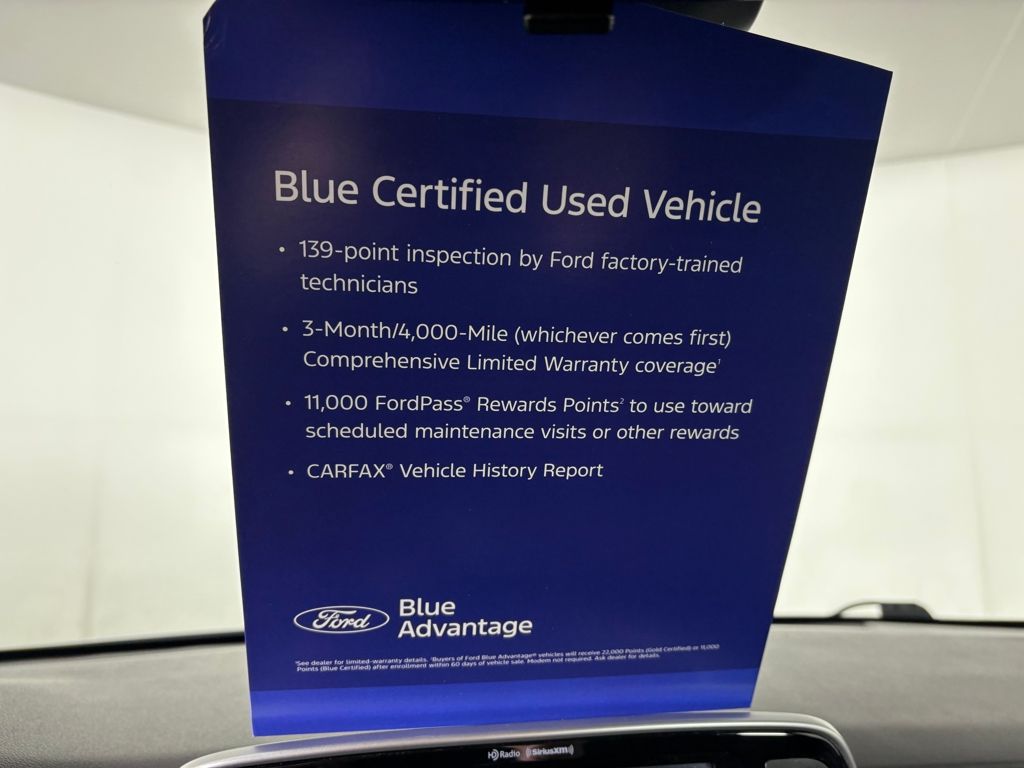 Blue Certified Used Vehicle
• 139-point inspection by Ford factory-trained
technicians
• 3-Month/4,000-Mile (whichever comes first)
Comprehensive Limited Warranty coverage¹
• 11,000 FordPass® Rewards Points² to use toward
scheduled maintenance visits or other rewards
• CARFAX® Vehicle History Report
Ford
Blue
Advantage
¹See dealer for limited-warranty details. ²Buyers of Ford Blue Advantage℠ vehicles will receive 22,000 Points (Gold Certified) or 11,000
Points (Blue Certified) after enrollment within 60 days of vehicle sale. Modem not required. Ask dealer for details.
HD Radio SiriusXM